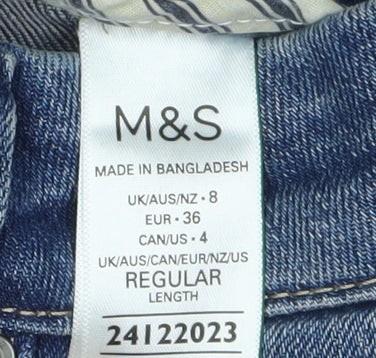 M&S
MADE IN BANGLADESH
UK/AUS/NZ • 8
EUR • 36
CAN/US • 4
UK/AUS/CAN/EUR/NZ/US
REGULAR
LENGTH
24122023